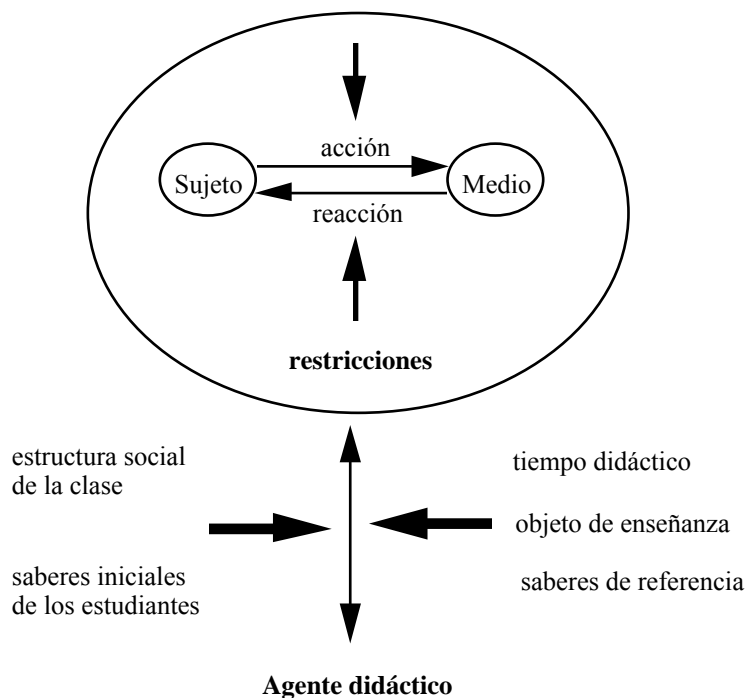 acción
Sujeto
Medio
reacción
restricciones
estructura social
de la clase
tiempo didáctico
objeto de enseñanza
saberes iniciales
de los estudiantes
saberes de referencia
Agente didáctico